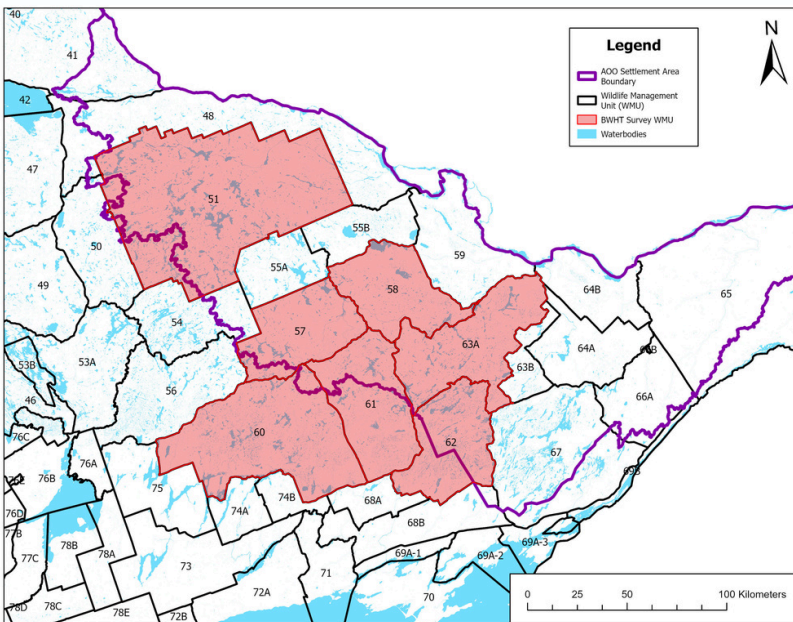 40
41
N
Legend
AOO Settlement Area
Boundary
Wildlife Management
Unit (WMU)
BWHT Survey WMU
Waterbodies
42
48
47
51
50
55B
59
55A
49
58
64B
65
54
57
63A
64A
53A
53B
63B
56
66A
46
61
60
62
67
76C
76A
76B
75
69B
76D
74A
74B
68A
77B
68B
78B
78A
77C
73
69A-1
69A-2
69A-3
71
72A
70
78D
78C
78E
72B
0
25
50
100 Kilometers